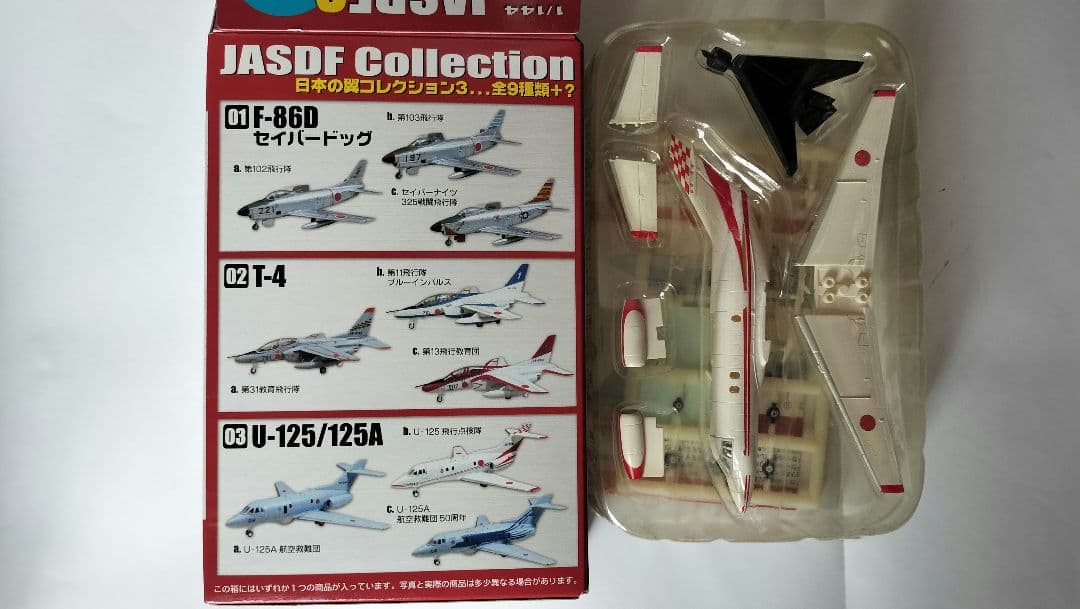 1/144 JASDF
JASDF Collection
日本の翼コレクション3...全9種類+?
01 F-86D
セイバードッグ
b. 第103飛行隊
a. 第102飛行隊
c. セイバーナイツ
325戦闘飛行隊
02 T-4
b. 第11飛行隊
ブルーインパルス
c. 第13飛行教育団
a. 第31教育飛行隊
03 U-125/125A
b. U-125 飛行点検隊
c. U-125A
航空救難団 50周年
a. U-125A 航空救難団
この箱にはいずれか1つの商品が入っています。写真と実際の商品は多少異なる場合があります。